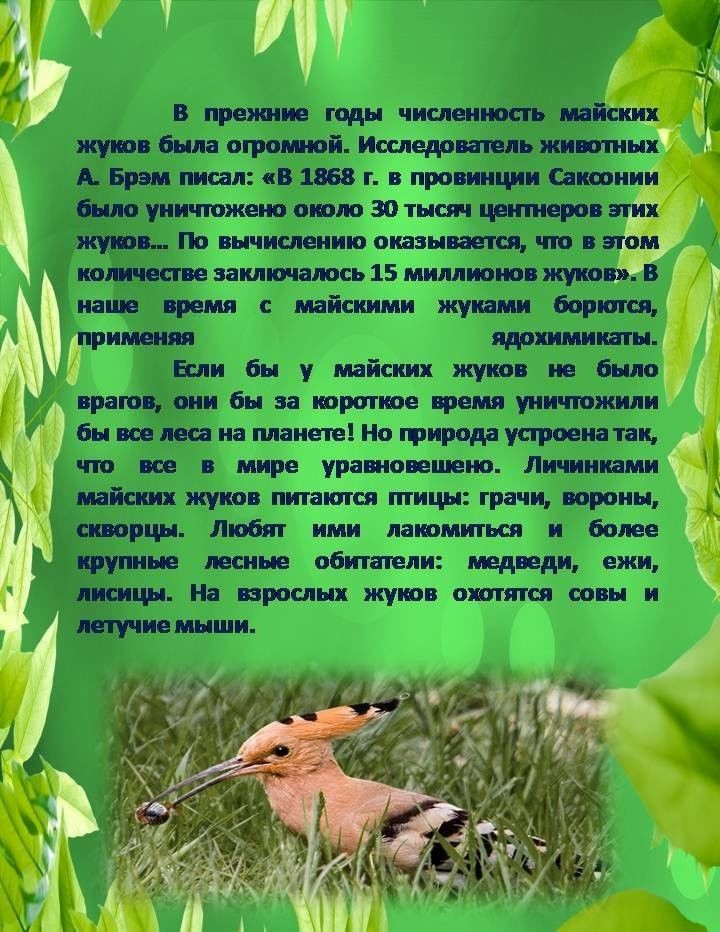 В прежние годы численность майских
жуков была огромной. Исследователь животных
А. Брэм писал: «В 1868 г. в провинции Саксонии
было уничтожено около 30 тысяч центнеров этих
жуков... По вычислению оказывается, что в этом
количестве заключалось 15 миллионов жуков». В
наше время с майскими жуками борются,
применяя ядохимикаты.
Если бы у майских жуков не было
врагов, они бы за короткое время уничтожили
бы все леса на планете! Но природа устроена так,
что все в мире уравновешено. Личинками
майских жуков питаются птицы: грачи, вороны,
скворцы. Любят ими лакомиться и более
крупные лесные обитатели: медведи, ежи,
лисицы. На взрослых жуков охотятся совы и
летучие мыши.